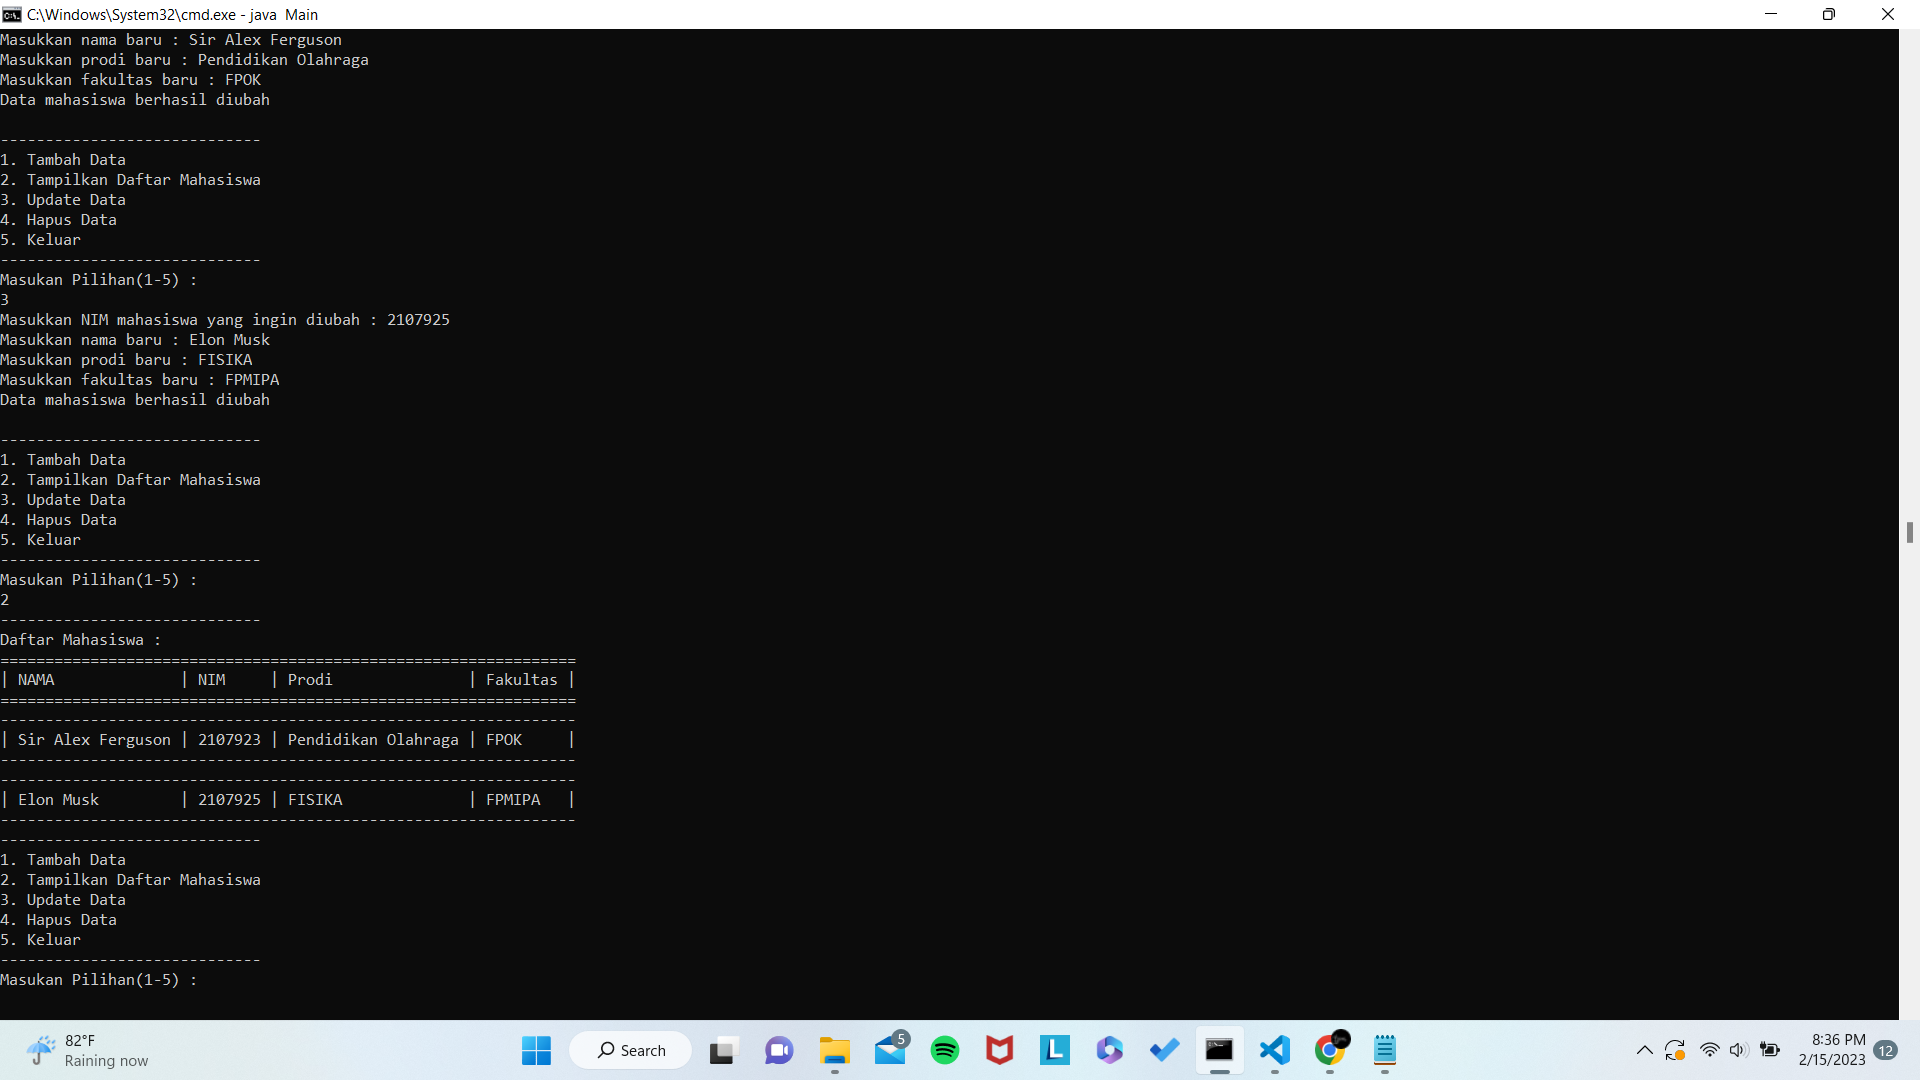 C:\Windows\System32\cmd.exe - java  Main
Masukkan nama baru : Sir Alex Ferguson
Masukkan prodi baru : Pendidikan Olahraga
Masukkan fakultas baru : FPOK
Data mahasiswa berhasil diubah
-----------------------------
1. Tambah Data
2. Tampilkan Daftar Mahasiswa
3. Update Data
4. Hapus Data
5. Keluar
-----------------------------
Masukan Pilihan(1-5) :
3
Masukkan NIM mahasiswa yang ingin diubah : 2107925
Masukkan nama baru : Elon Musk
Masukkan prodi baru : FISIKA
Masukkan fakultas baru : FPMIPA
Data mahasiswa berhasil diubah
-----------------------------
1. Tambah Data
2. Tampilkan Daftar Mahasiswa
3. Update Data
4. Hapus Data
5. Keluar
-----------------------------
Masukan Pilihan(1-5) :
2
-----------------------------
Daftar Mahasiswa :
================================================================
| NAMA              | NIM     | Prodi               | Fakultas |
================================================================
----------------------------------------------------------------
| Sir Alex Ferguson | 2107923 | Pendidikan Olahraga | FPOK     |
----------------------------------------------------------------
----------------------------------------------------------------
| Elon Musk         | 2107925 | FISIKA              | FPMIPA   |
----------------------------------------------------------------
-----------------------------
1. Tambah Data
2. Tampilkan Daftar Mahasiswa
3. Update Data
4. Hapus Data
5. Keluar
-----------------------------
Masukan Pilihan(1-5) :
82°F
Raining now
Search
5
L
8:36 PM
2/15/2023
12